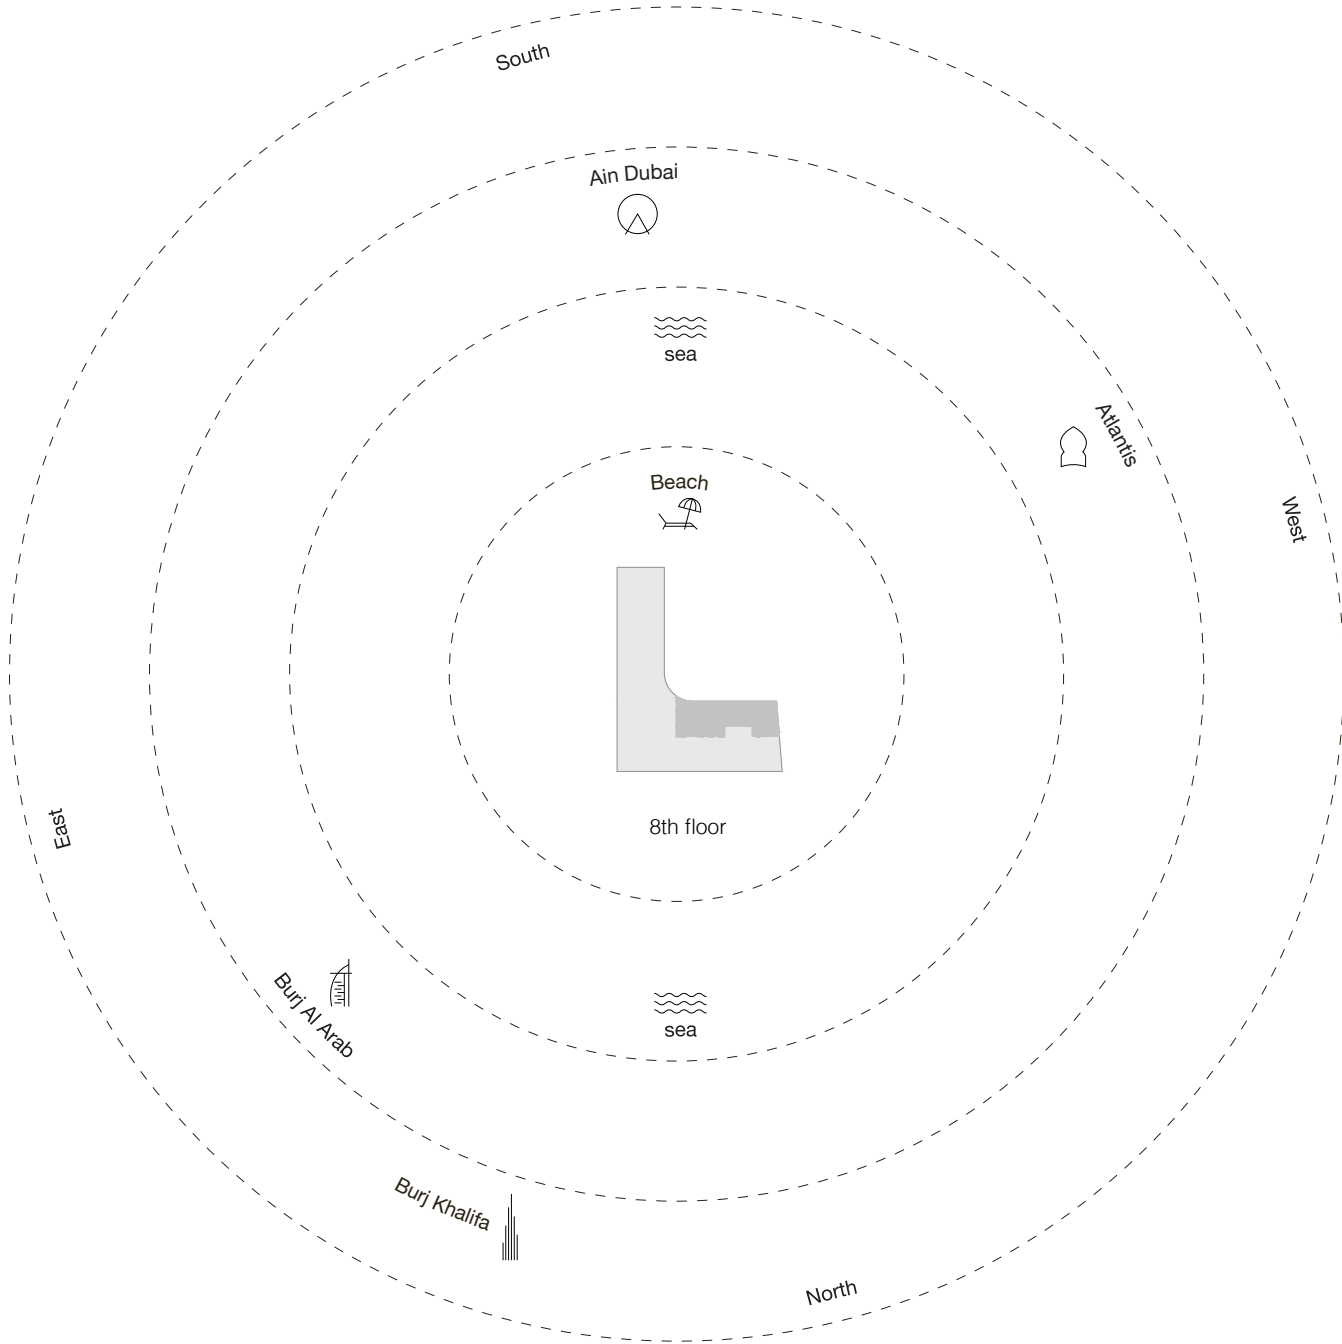 South
Ain Dubai
sea
Atlantis
Beach
West
East
8th floor
Burj Al Arab
sea
Burj Khalifa
North